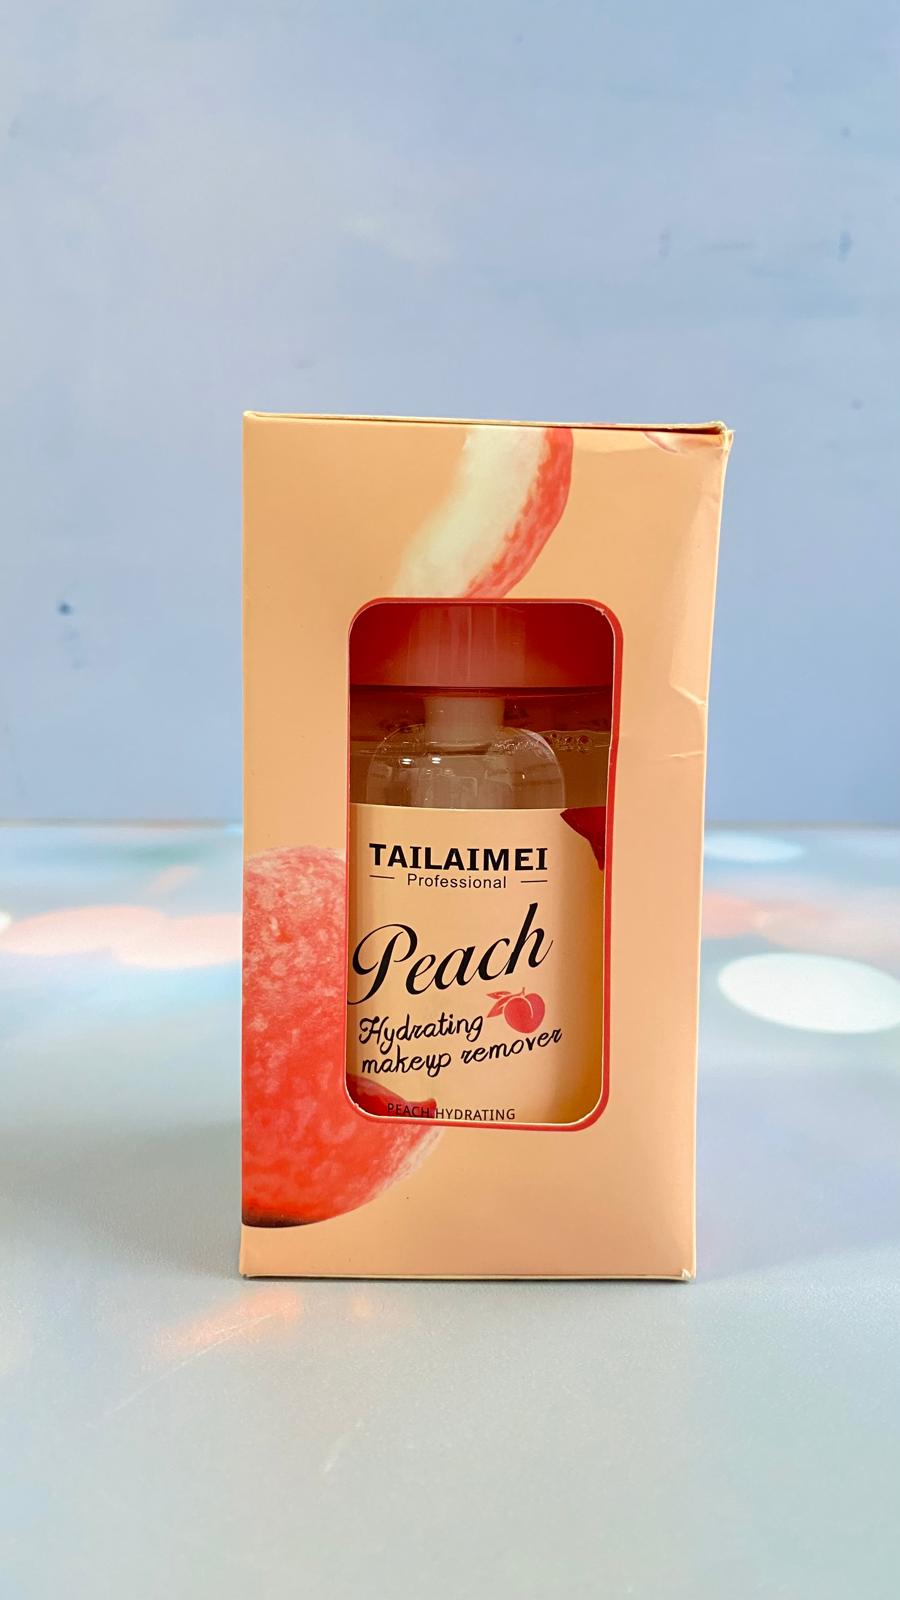 TAILAIMEI
Professional
Peach
Hydrating
makeup remover
PEACH HYDRATING